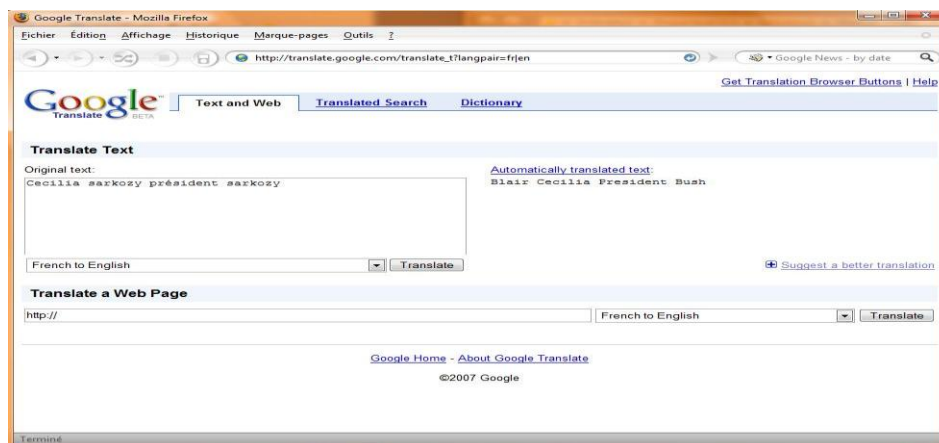 Google Translate - Mozilla Firefox
Fichier Édition Affichage Historique Marque-pages Outils ?
http://translate.google.com/translate_t?langpair=fr|en
Google News - by date
Get Translation Browser Buttons | Help
Google
Translate BETA
Text and Web Translated Search Dictionary
Translate Text
Original text: Automatically translated text:
Cecilia sarkozy président sarkozy Blair Cecilia President Bush
French to English Translate
Suggest a better translation
Translate a Web Page
http:// French to English Translate
Google Home - About Google Translate
©2007 Google
Terminé